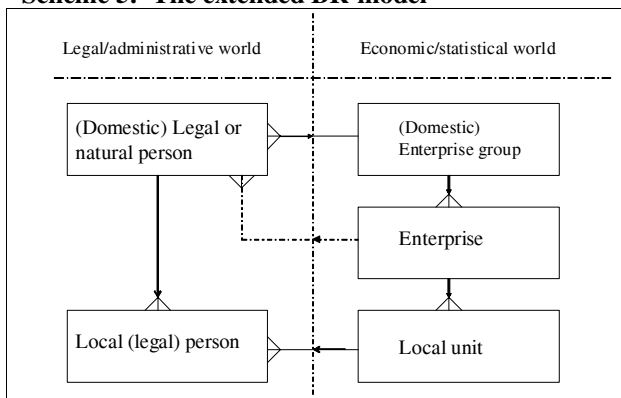 Scheme 3: The extended BR-model
Legal/administrative world
Economic/statistical world
(Domestic) Legal or
natural person
(Domestic)
Enterprise group
Enterprise
Local (legal) person
Local unit